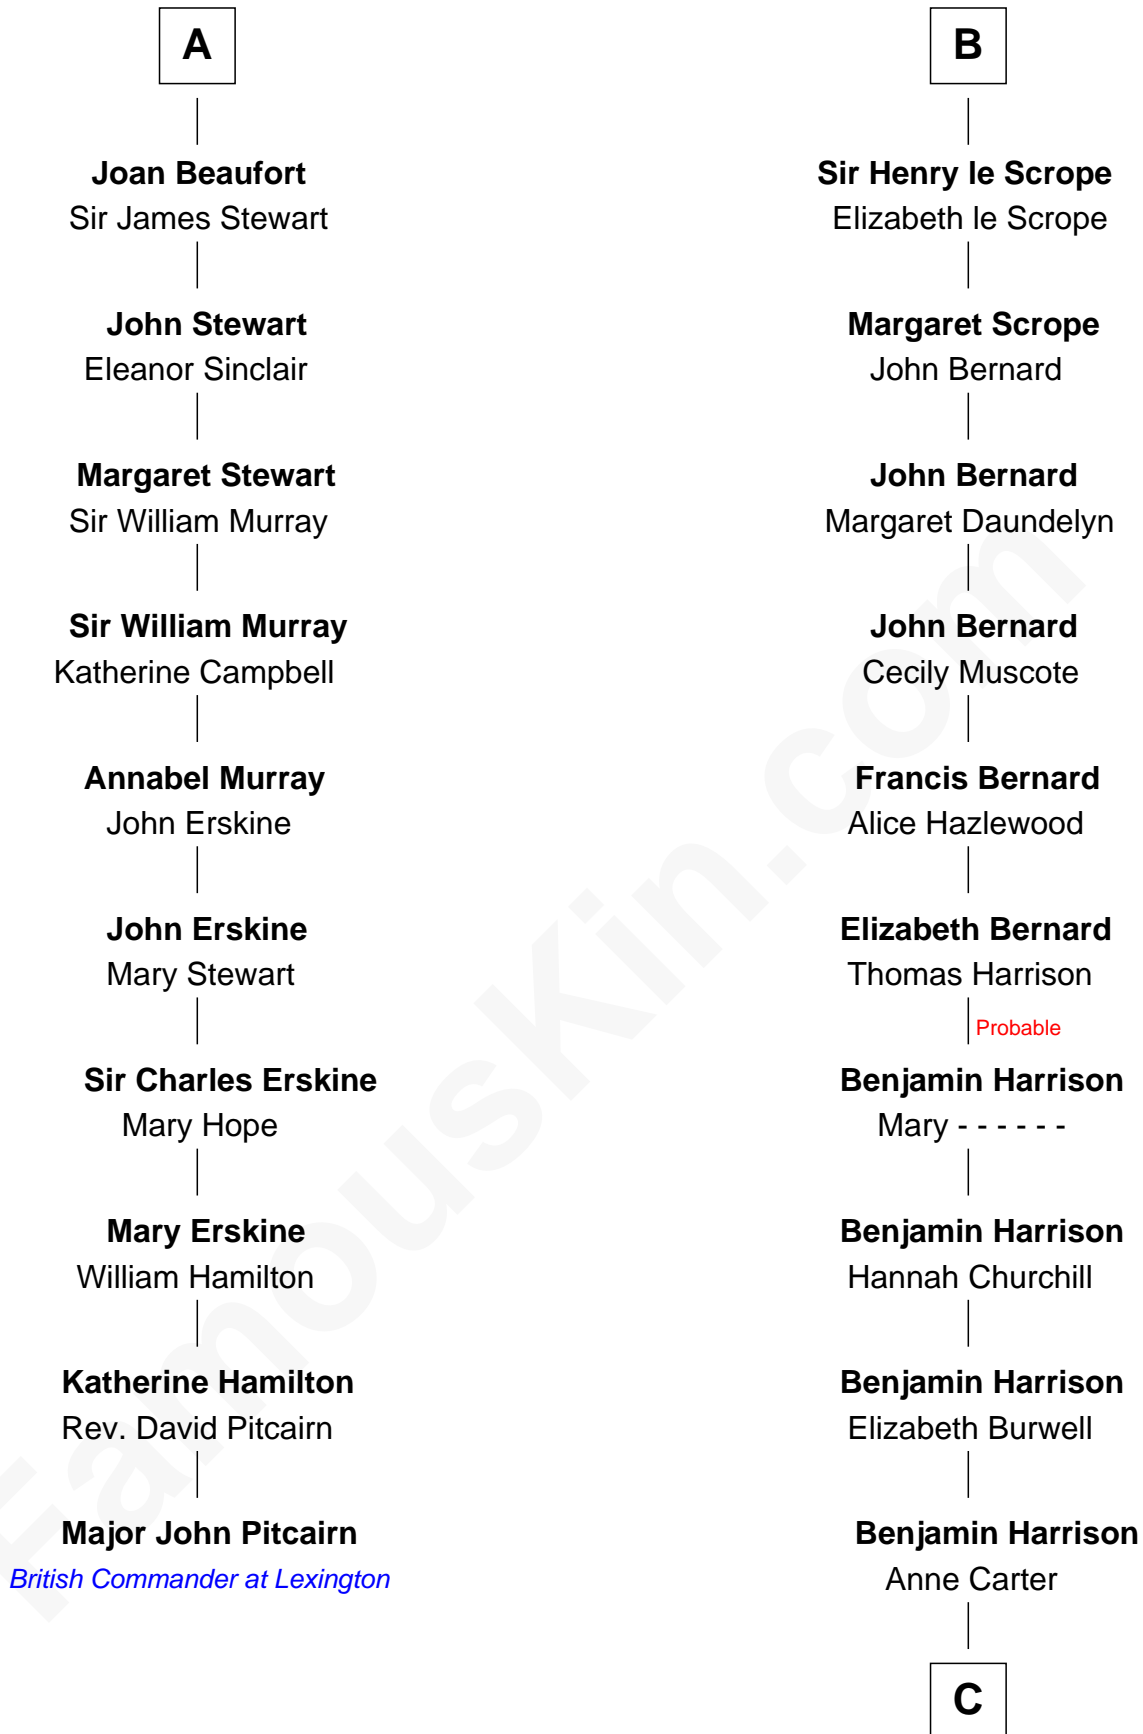 A
Joan Beaufort
Sir James Stewart
John Stewart
Eleanor Sinclair
Margaret Stewart
Sir William Murray
Sir William Murray
Katherine Campbell
Annabel Murray
John Erskine
John Erskine
Mary Stewart
Sir Charles Erskine
Mary Hope
Mary Erskine
William Hamilton
Katherine Hamilton
Rev. David Pitcairn
Major John Pitcairn
British Commander at Lexington
B
Sir Henry le Scrope
Elizabeth le Scrope
Margaret Scrope
John Bernard
John Bernard
Margaret Daundelyn
John Bernard
Cecily Muscote
Francis Bernard
Alice Hazlewood
Elizabeth Bernard
Thomas Harrison
Probable
Benjamin Harrison
Mary - - - - - -
Benjamin Harrison
Hannah Churchill
Benjamin Harrison
Elizabeth Burwell
Benjamin Harrison
Anne Carter
C
FamousKin.com